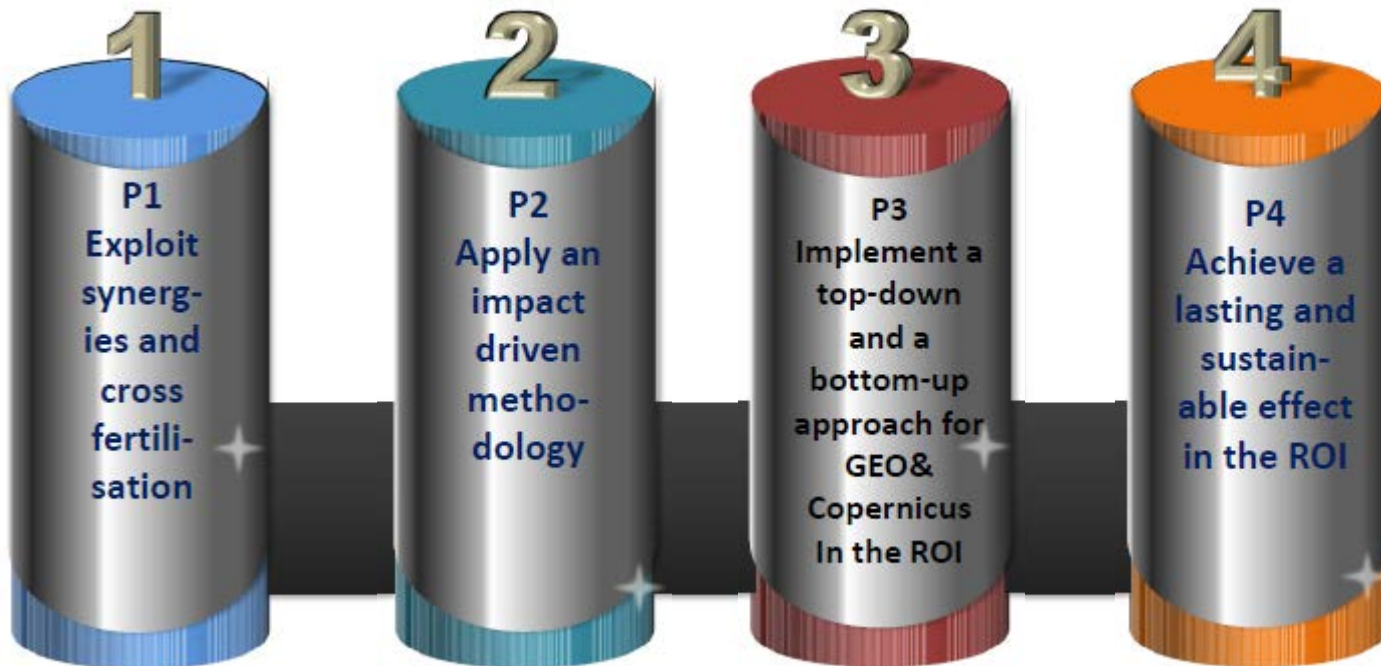 1
P1
Exploit
synerg-
ies and
cross
fertili-
sation
2
P2
Apply an
impact
driven
metho-
dology
3
P3
Implement a
top-down
and a
bottom-up
approach for
GEO&
Copernicus
In the ROI
4
P4
Achieve a
lasting and
sustain-
able effect
in the ROI